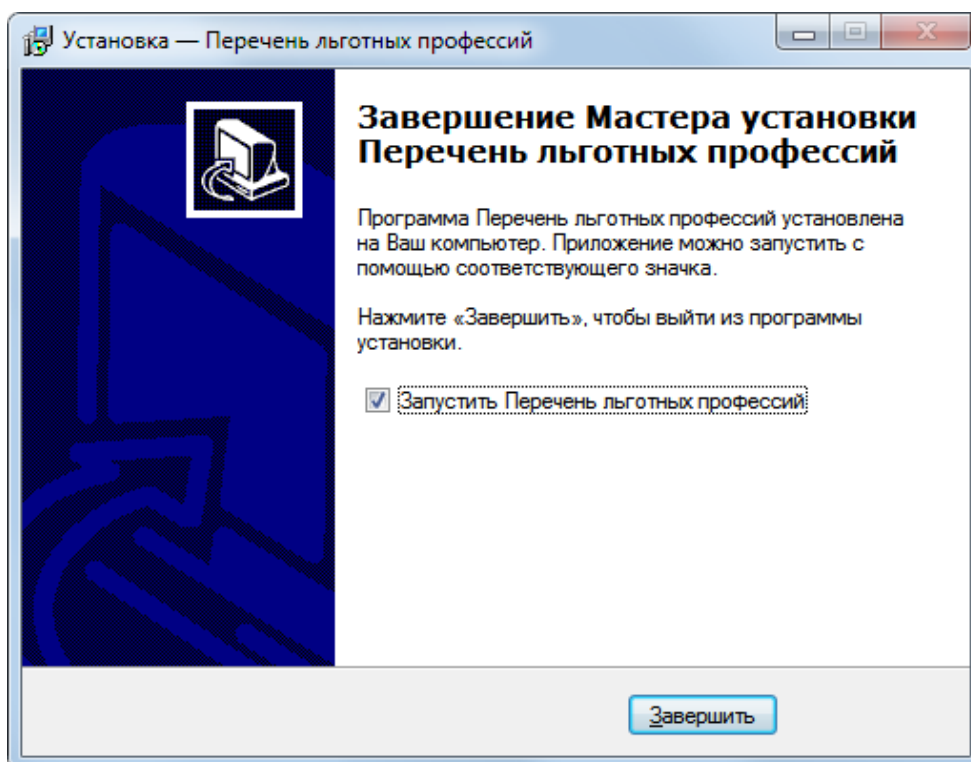 Установка — Перечень льготных профессий
Завершение Мастера установки
Перечень льготных профессий
Программа Перечень льготных профессий установлена
на Ваш компьютер. Приложение можно запустить с
помощью соответствующего значка.
Нажмите «Завершить», чтобы выйти из программы
установки.
Запустить Перечень льготных профессий
Завершить